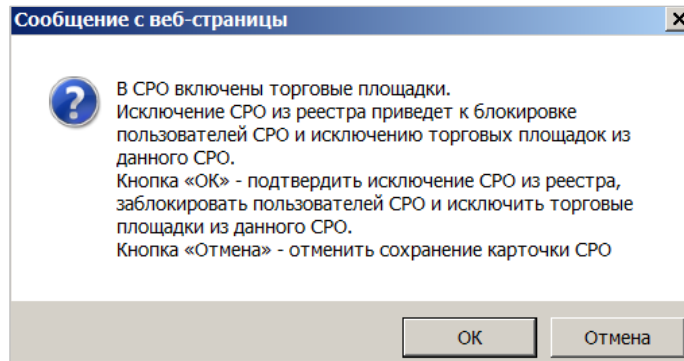 Сообщение с веб-страницы
В СРО включены торговые площадки.
Исключение СРО из реестра приведет к блокировке
пользователей СРО и исключению торговых площадок из
данного СРО.
Кнопка «ОК» - подтвердить исключение СРО из реестра,
заблокировать пользователей СРО и исключить торговые
площадки из данного СРО.
Кнопка «Отмена» - отменить сохранение карточки СРО
ОК
Отмена